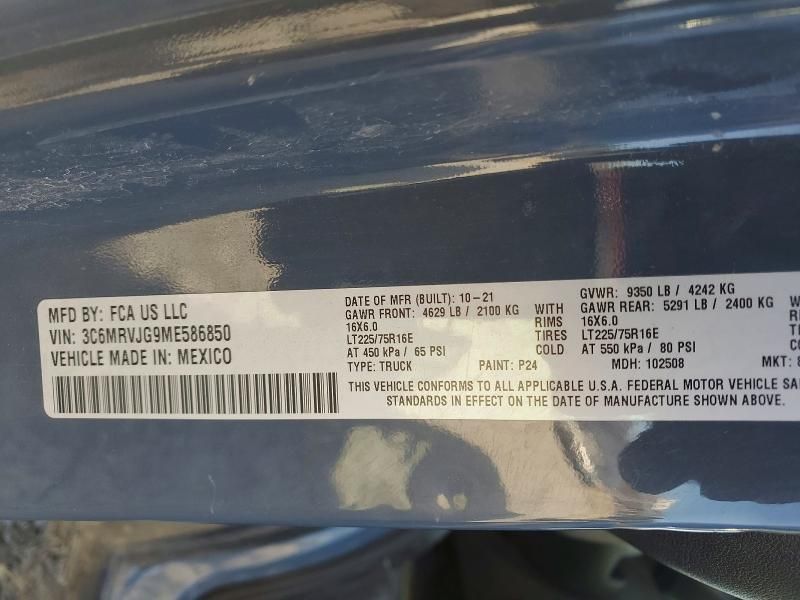 MFD BY: FCA US LLC
VIN: 3C6MRVJG9ME586850
VEHICLE MADE IN: MEXICO
DATE OF MFR (BUILT): 10-21 GVWR: 9350 LB / 4242 KG
GAWR FRONT: 4629 LB / 2100 KG WITH GAWR REAR: 5291 LB / 2400 KG
16X6.0 RIMS 16X6.0
LT225/75R16E TIRES LT225/75R16E
AT 450 kPa / 65 PSI COLD AT 550 kPa / 80 PSI
TYPE: TRUCK PAINT: P24 MDH: 102508 MKT:
THIS VEHICLE CONFORMS TO ALL APPLICABLE U.S.A. FEDERAL MOTOR VEHICLE SA
STANDARDS IN EFFECT ON THE DATE OF MANUFACTURE SHOWN ABOVE.